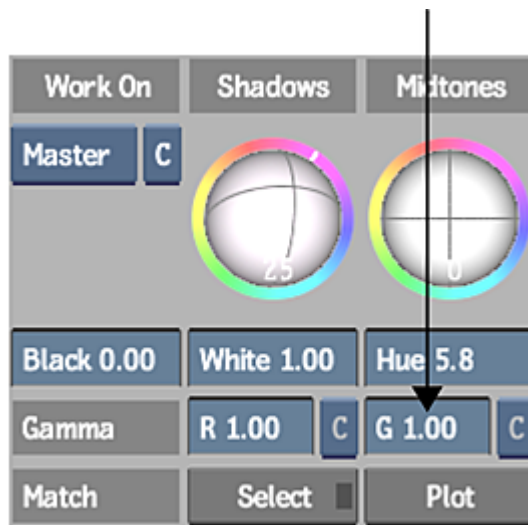 Work On Shadows Midtones
Master C
25 0
Black 0.00 White 1.00 Hue 5.8
Gamma R 1.00 C G 1.00 C
Match Select Plot